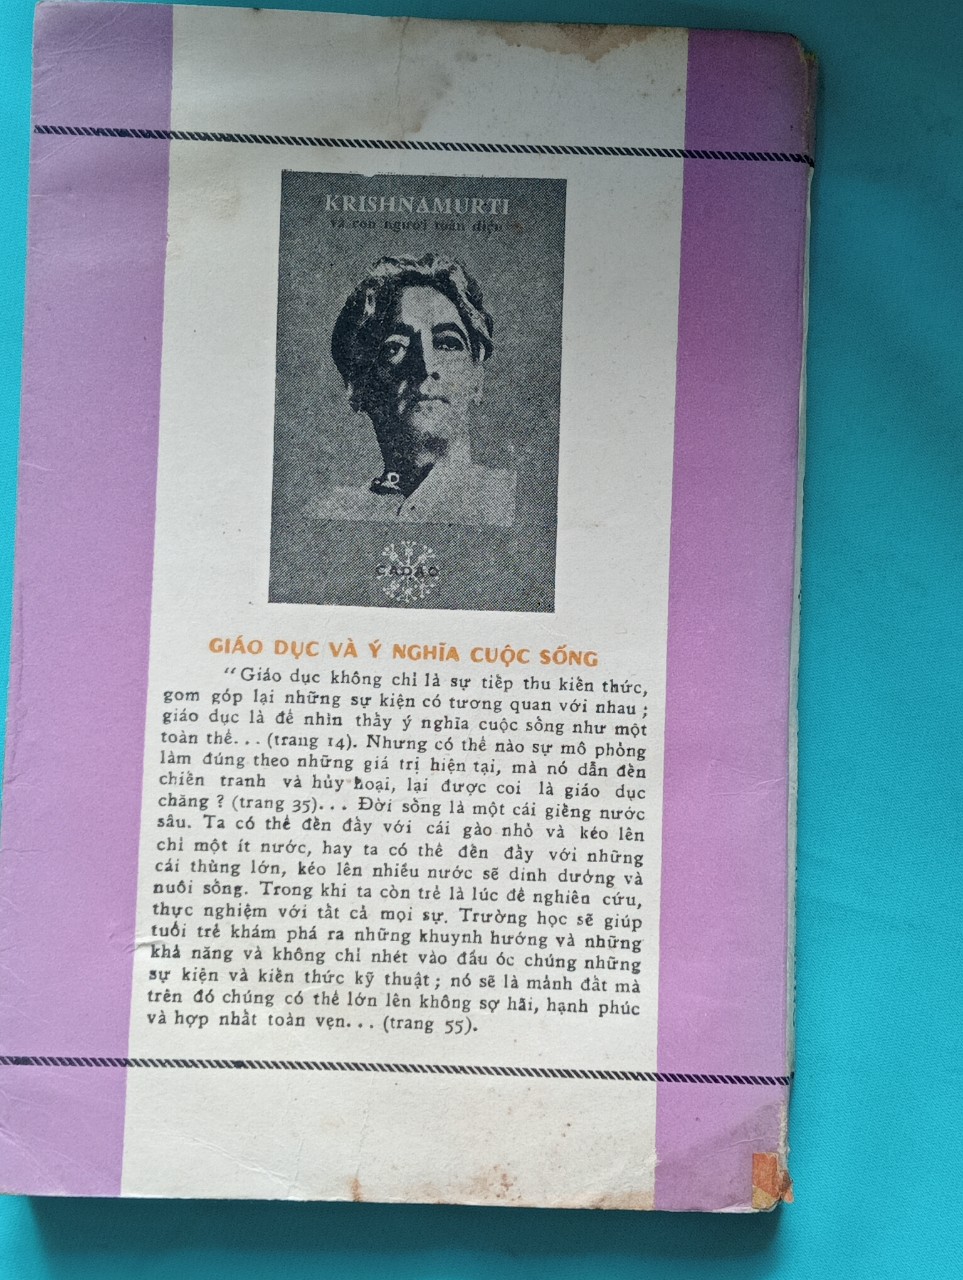 KRISHNAMURTI
và con người toàn diện
CADAO
GIÁO DỤC VÀ Ý NGHĨA CUỘC SỐNG
“Giáo dục không chỉ là sự tiếp thu kiến thức,
gom góp lại những sự kiện có tương quan với nhau ;
giáo dục là để nhìn thấy ý nghĩa cuộc sống như một
toàn thể... (trang 14). Nhưng có thể nào sự mô phỏng
làm đúng theo những giá trị hiện tại, mà nó dẫn đến
chiến tranh và hủy hoại, lại được coi là giáo dục
chăng ? (trang 35)... Đời sống là một cái giếng nước
sâu. Ta có thể đến đấy với cái gào nhỏ và kéo lên
chỉ một ít nước, hay ta có thể đến đấy với những
cái thùng lớn, kéo lên nhiều nước sẽ dinh dưởng và
nuôi sống. Trong khi ta còn trẻ là lúc để nghiên cứu,
thực nghiệm với tất cả mọi sự. Trường học sẽ giúp
tuổi trẻ khám phá ra những khuynh hướng và những
khả năng và không chỉ nhét vào đầu óc chúng những
sự kiện và kiến thức kỹ thuật ; nó sẽ là mảnh đất mà
trên đó chúng có thể lớn lên không sợ hãi, hạnh phúc
và hợp nhất toàn vẹn... (trang 55).